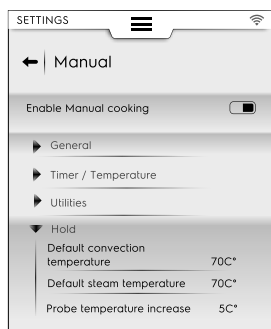 SETTINGS
Manual
Enable Manual cooking
General
Timer / Temperature
Utilities
Hold
Default convection
temperature 70C°
Default steam temperature 70C°
Probe temperature increase 5C°